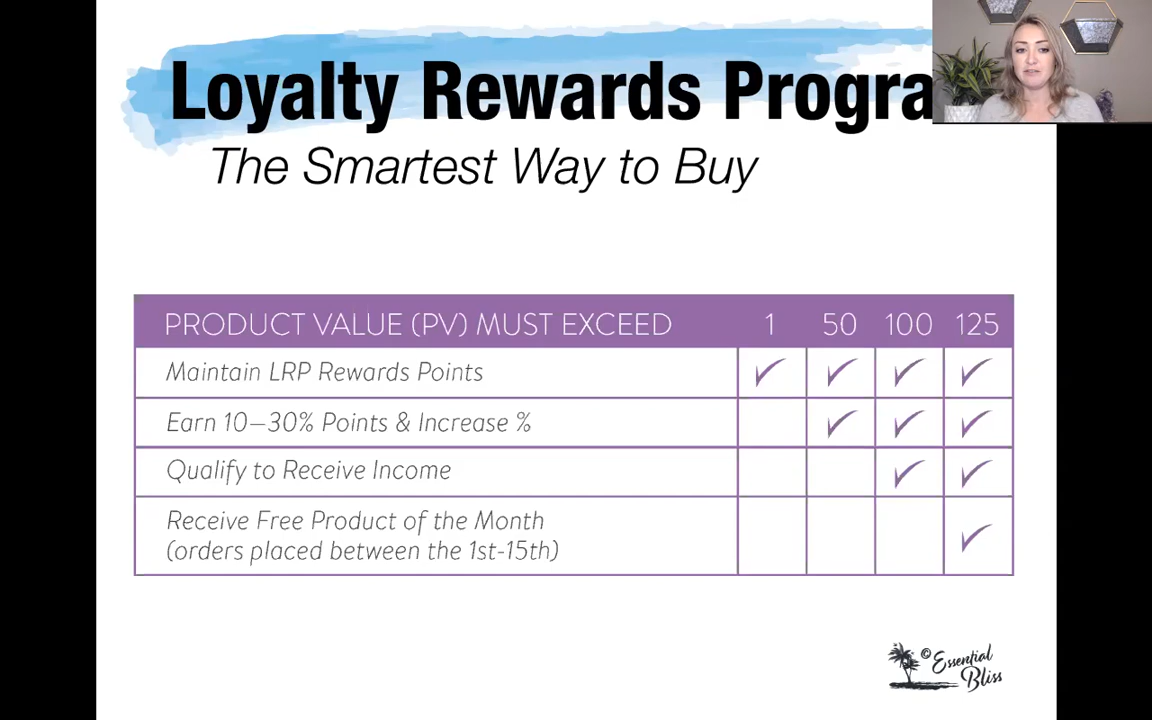 Loyalty Rewards Progra
The Smartest Way to Buy
PRODUCT VALUE (PV) MUST EXCEED 1 50 100 125
Maintain LRP Rewards Points
Earn 10–30% Points & Increase %
Qualify to Receive Income
Receive Free Product of the Month
(orders placed between the 1st-15th)
© Essential
Bliss